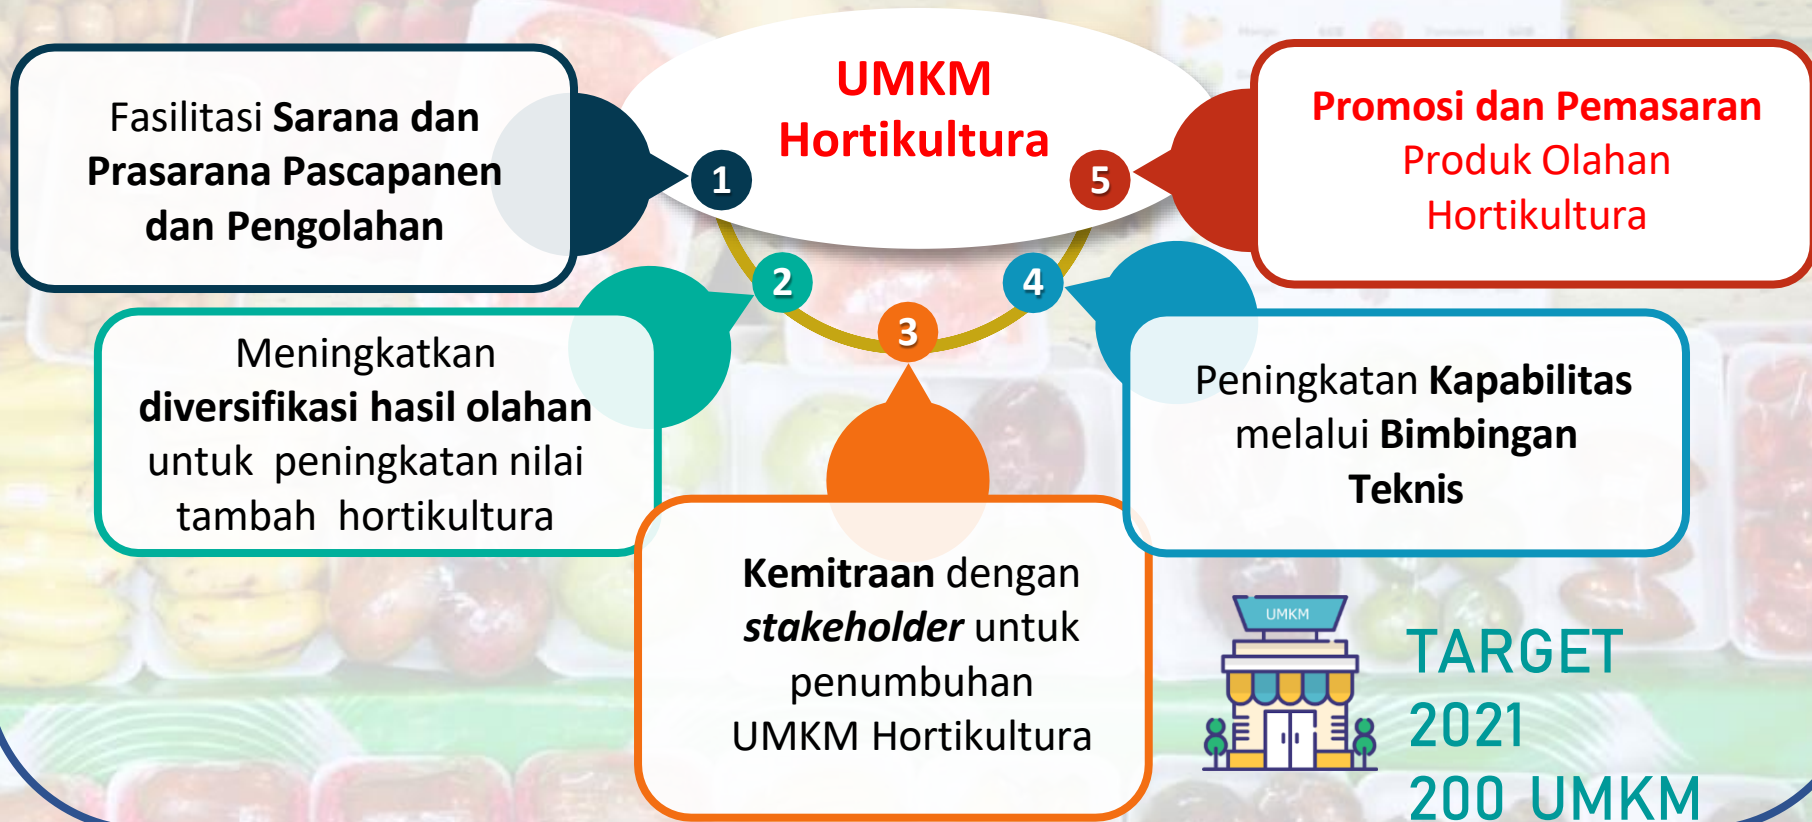 UMKM
Hortikultura
1
Fasilitasi Sarana dan
Prasarana Pascapanen
dan Pengolahan
2
Meningkatkan
diversifikasi hasil olahan
untuk peningkatan nilai
tambah hortikultura
3
Kemitraan dengan
stakeholder untuk
penumbuhan
UMKM Hortikultura
4
Peningkatan Kapabilitas
melalui Bimbingan
Teknis
5
Promosi dan Pemasaran
Produk Olahan
Hortikultura
UMKM
TARGET
2021
200 UMKM